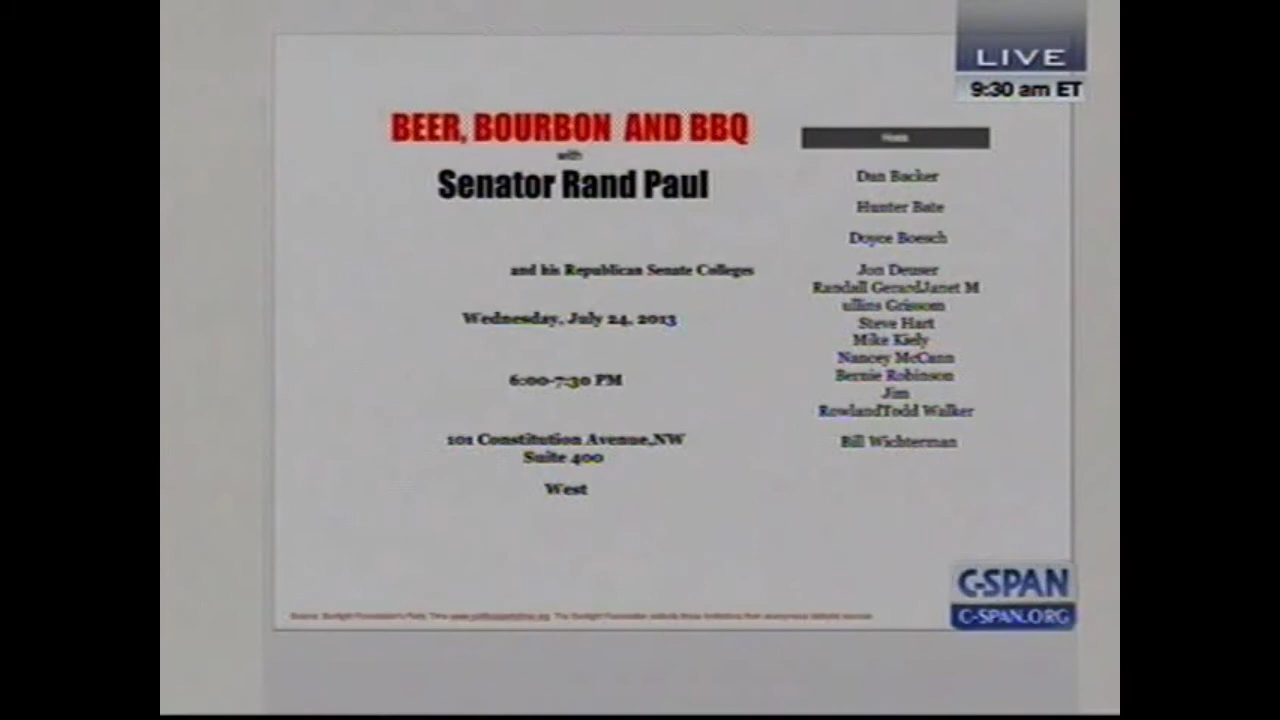 LIVE
9:30 am ET
BEER, BOURBON AND BBQ
with
Senator Rand Paul
and his Republican Senate Colleges
Wednesday, July 24, 2013
6:00-7:30 PM
101 Constitution Avenue,NW
Suite 400
West
Hosts
Dan Backer
Hunter Bate
Doyce Boesch
Jon Deuser
Randall GerardJanet M
ullins Grissom
Steve Hart
Mike Kiely
Nancey McCann
Bernie Robinson
Jim
RowlandTodd Walker
Bill Wichterman
C-SPAN
C-SPAN.ORG